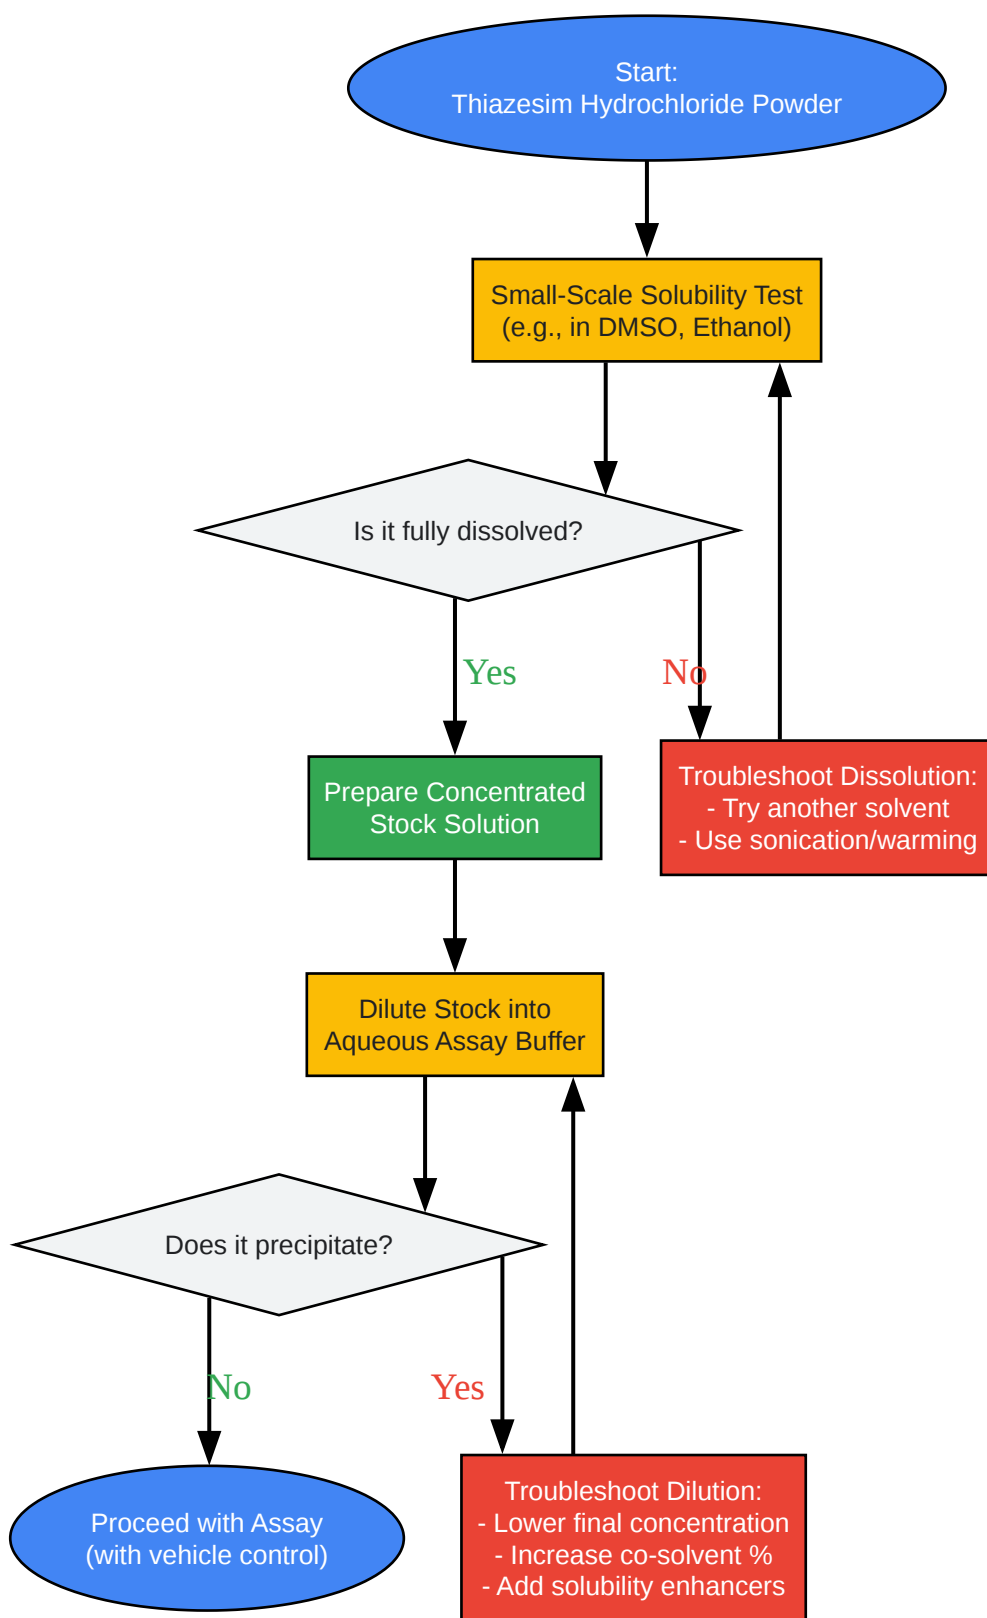 Start:
Thiazesim Hydrochloride Powder
Small-Scale Solubility Test
(e.g., in DMSO, Ethanol)
Is it fully dissolved?
Yes
No
Prepare Concentrated
Stock Solution
Troubleshoot Dissolution:
- Try another solvent
- Use sonication/warming
Dilute Stock into
Aqueous Assay Buffer
Does it precipitate?
No
Yes
Proceed with Assay
(with vehicle control)
Troubleshoot Dilution:
- Lower final concentration
- Increase co-solvent %
- Add solubility enhancers